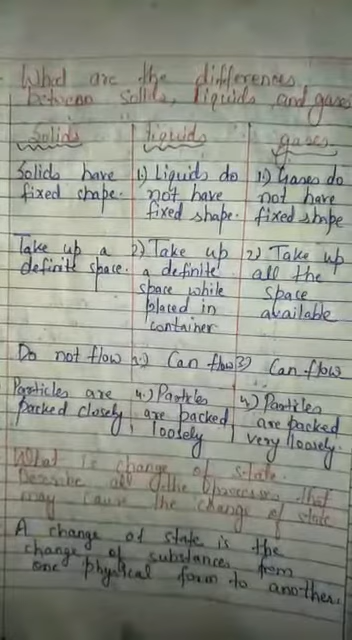 What are the differences
between solids, liquids and gases
Solids
Solids have
fixed shape.
Take up a
definite space.
Do not flow
Particles are
packed closely
liquids
1.) Liquids do
not have
fixed shape.
2) Take up
a definite
space while
placed in
container
3.) Can flow
4.) Particles
are packed
loosely
gases
1.) Gases do
not have
fixed shape
2) Take up
all the
space
available
3) Can flow
4) Particles
are packed
very loosely.
What is change of state.
Describe all the processes that
may cause the change of state
A change of state is the
change of substances from
one physical form to another.